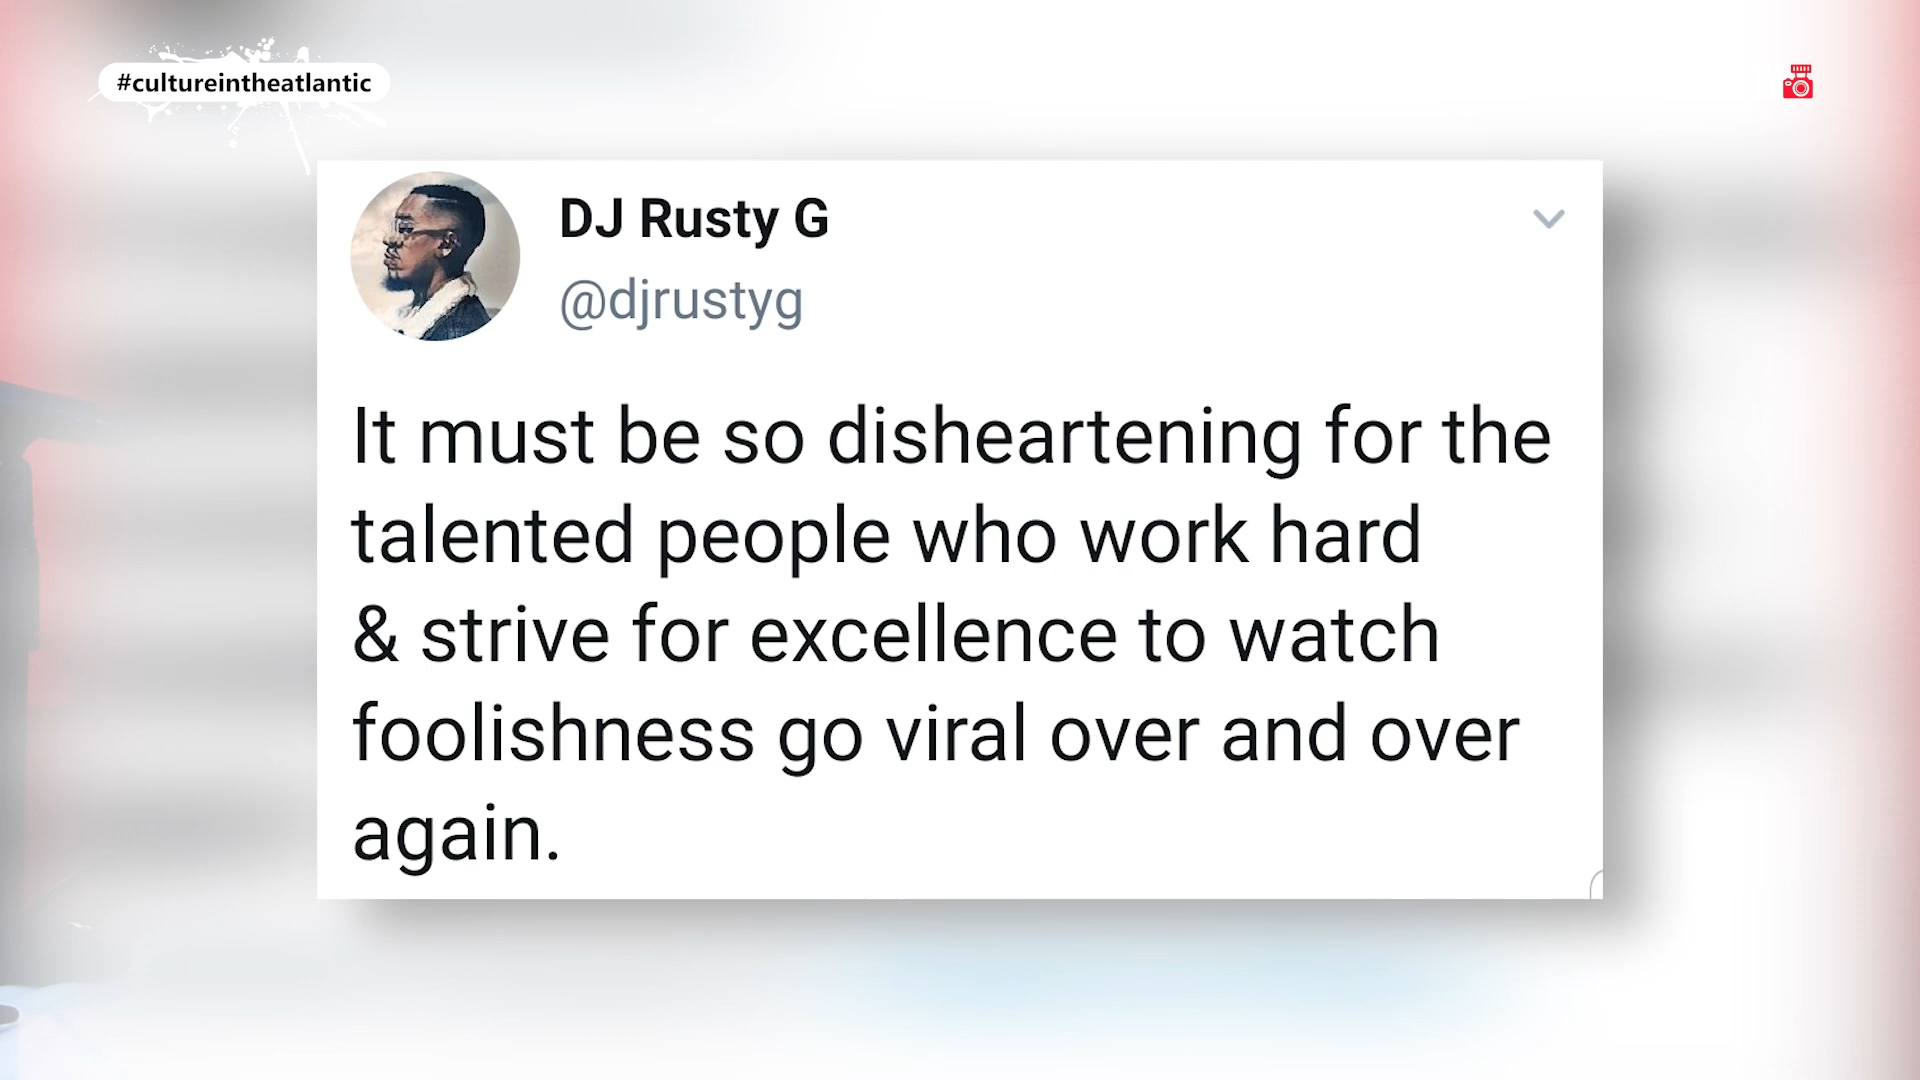 #cultureintheatlantic
DJ Rusty G
@djrustyg
It must be so disheartening for the
talented people who work hard
& strive for excellence to watch
foolishness go viral over and over
again.